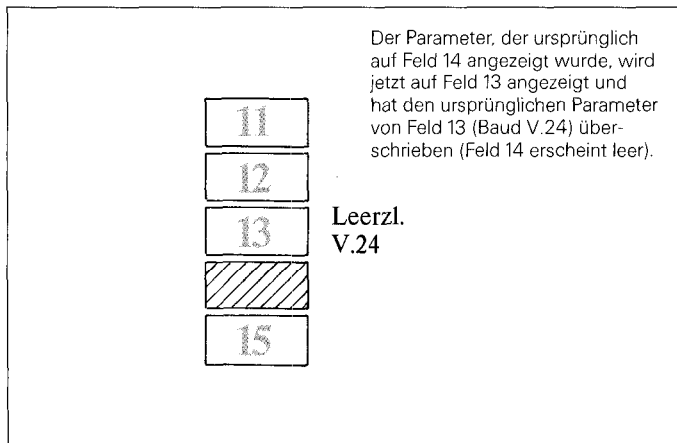 Der Parameter, der ursprünglich
auf Feld 14 angezeigt wurde, wird
jetzt auf Feld 13 angezeigt und
hat den ursprünglichen Parameter
von Feld 13 (Baud V.24) über-
schrieben (Feld 14 erscheint leer).
11
12
13
Leerzl.
V.24
15